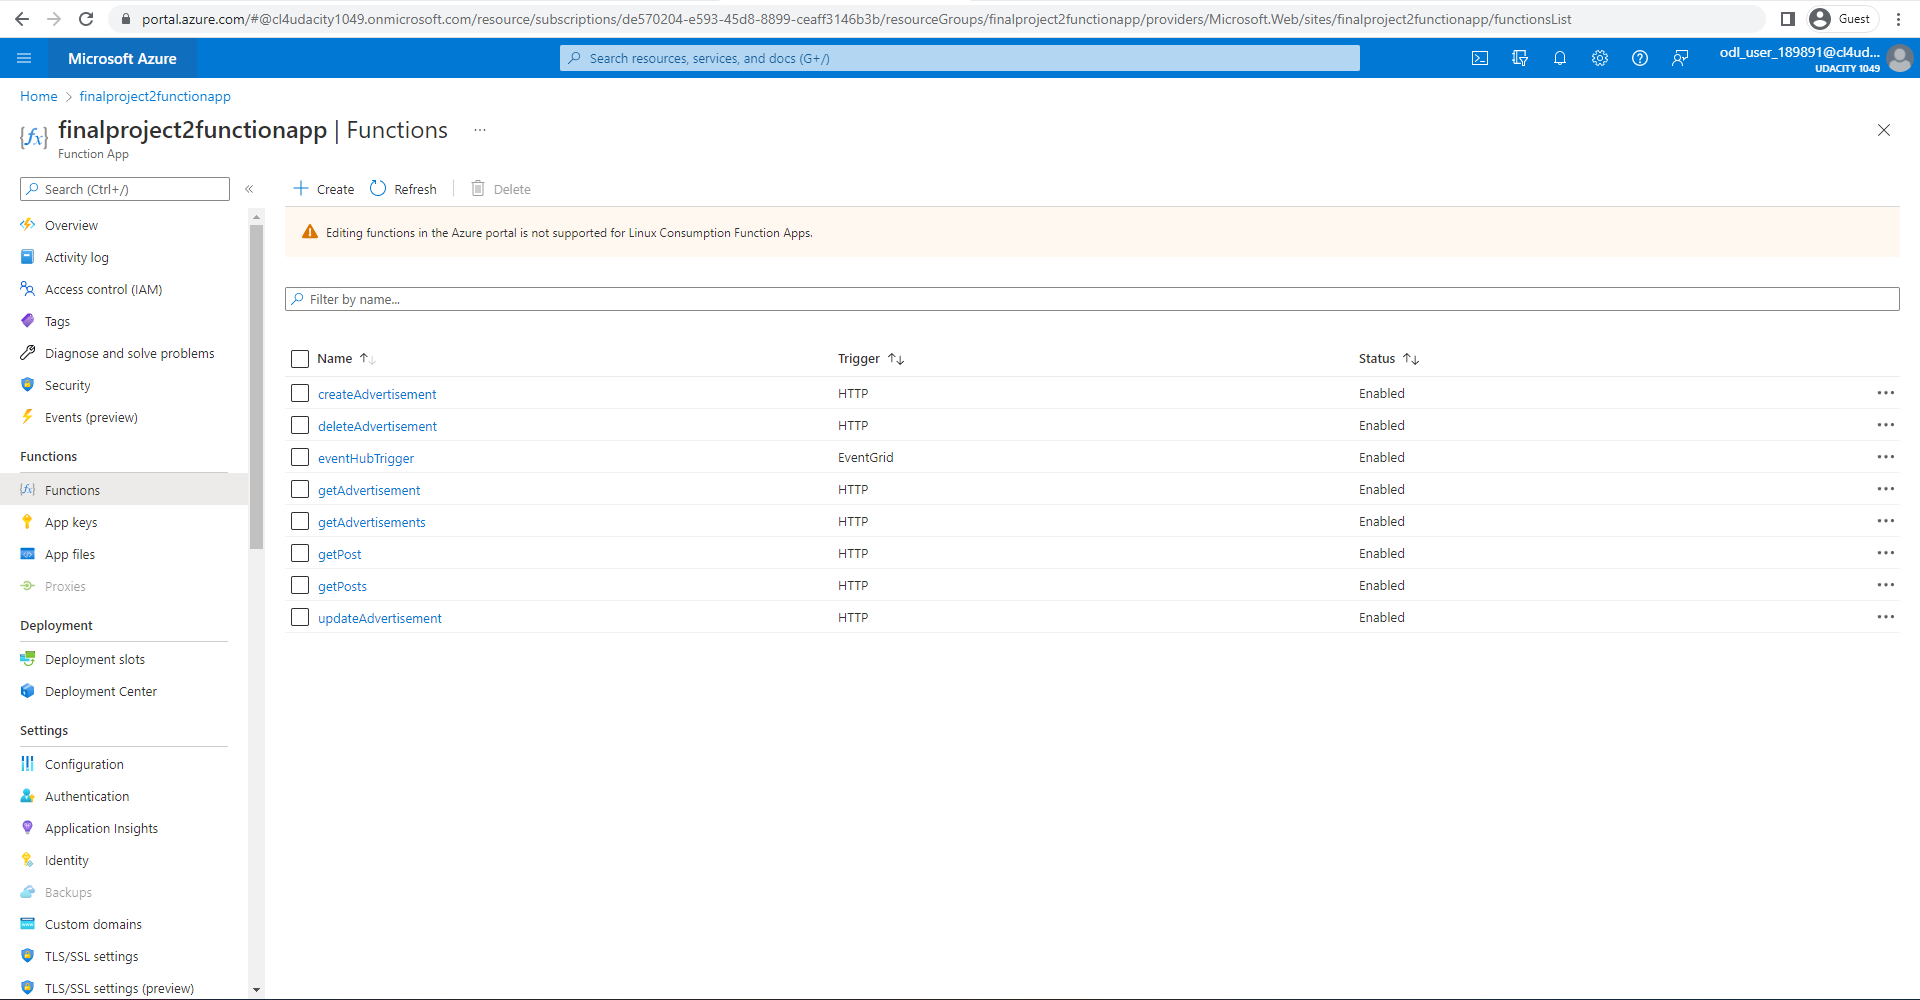 portal.azure.com/#@cl4udacity1049.onmicrosoft.com/resource/subscriptions/de570204-e593-45d8-8899-ceaff3146b3b/resourceGroups/finalproject2functionapp/providers/Microsoft.Web/sites/finalproject2functionapp/functionsList
Guest
Microsoft Azure
Search resources, services, and docs (G+/)
odl_user_189891@cl4ud...
UDACITY 1049
Home > finalproject2functionapp
finalproject2functionapp | Functions ...
Function App
Search (Ctrl+/)
«
Create
Refresh
Delete
Editing functions in the Azure portal is not supported for Linux Consumption Function Apps.
Filter by name...
Overview
Activity log
Access control (IAM)
Tags
Diagnose and solve problems
Security
Events (preview)
Functions
Functions
App keys
App files
Proxies
Deployment
Deployment slots
Deployment Center
Settings
Configuration
Authentication
Application Insights
Identity
Backups
Custom domains
TLS/SSL settings
TLS/SSL settings (preview)
Name Trigger Status
createAdvertisement HTTP Enabled
deleteAdvertisement HTTP Enabled
eventHubTrigger EventGrid Enabled
getAdvertisement HTTP Enabled
getAdvertisements HTTP Enabled
getPost HTTP Enabled
getPosts HTTP Enabled
updateAdvertisement HTTP Enabled